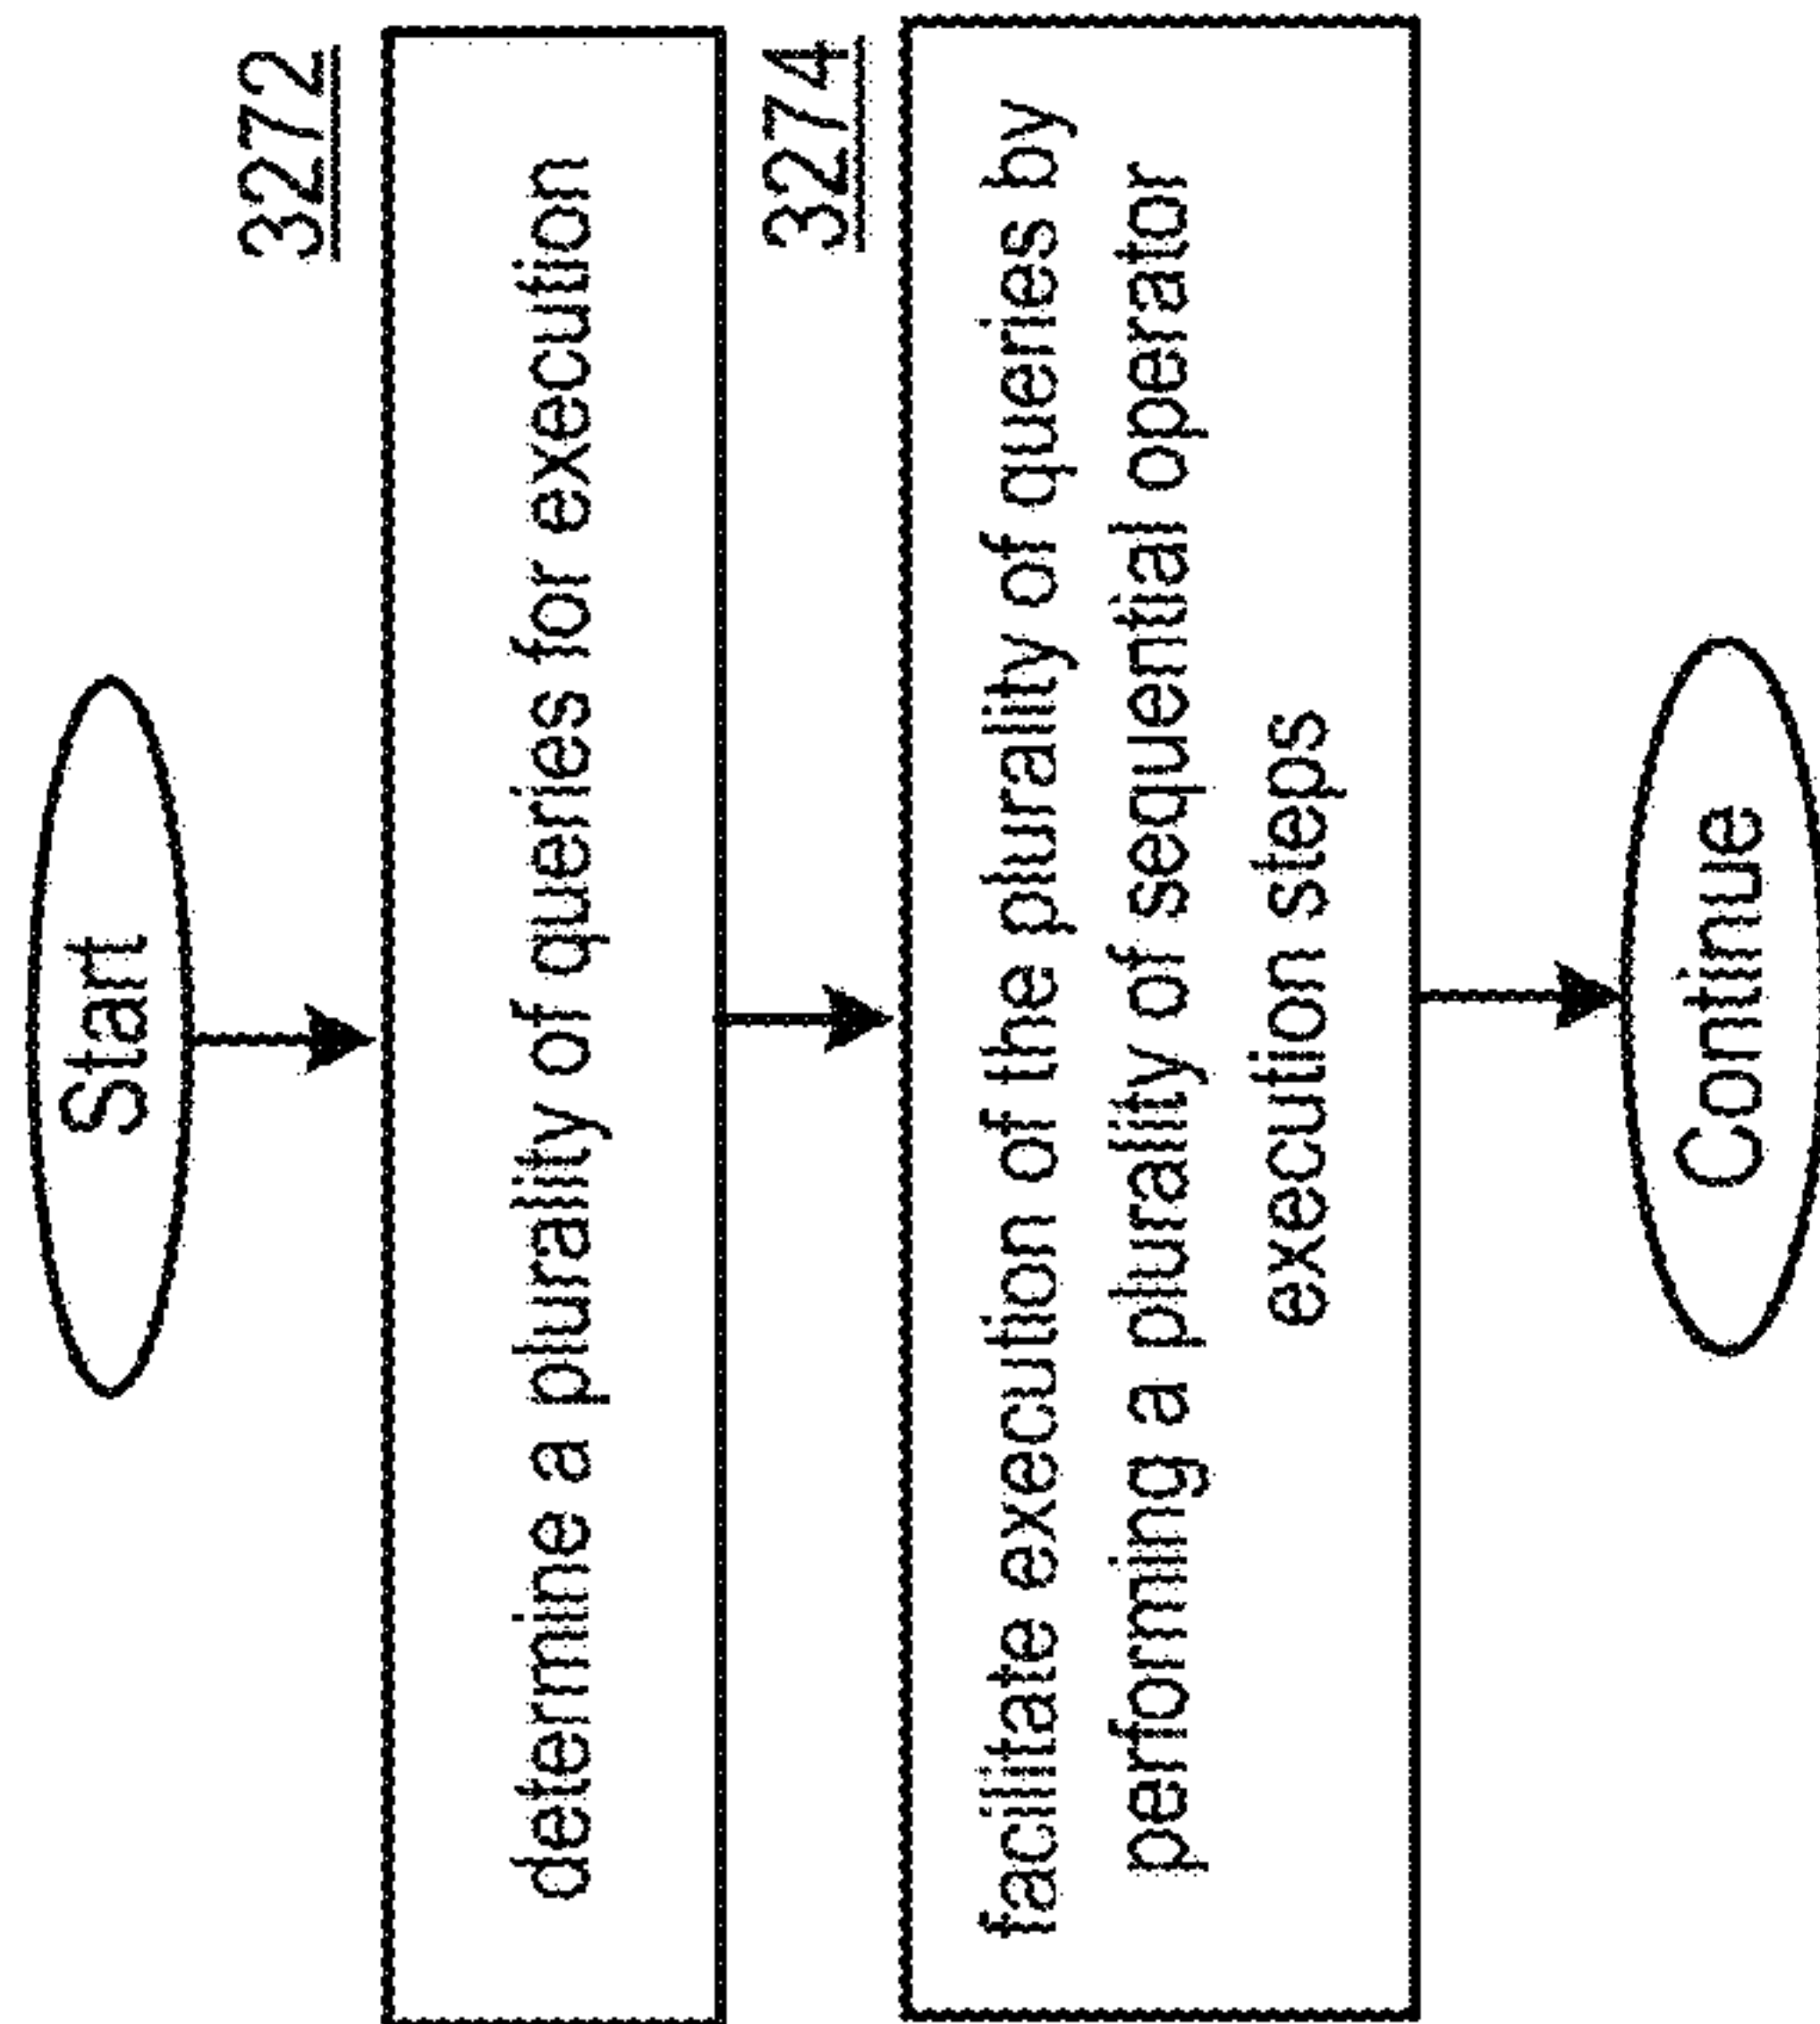 Start
3272
determine a plurality of queries for execution
3274
facilitate execution of the plurality of queries by
performing a plurality of sequential operator
execution steps
Continue